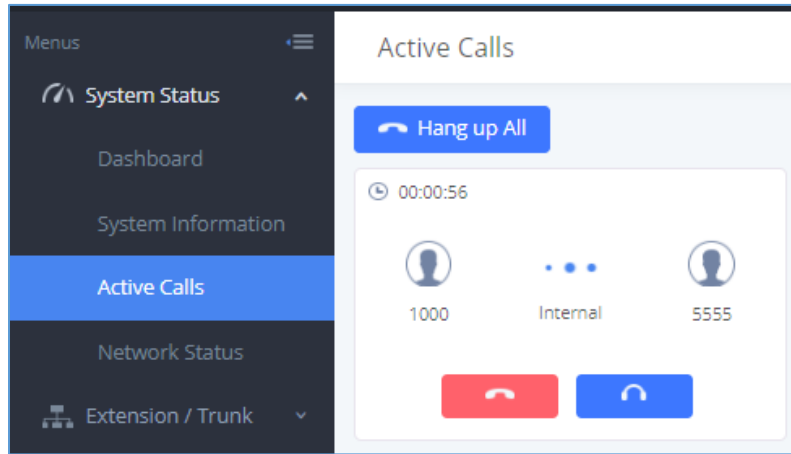 Menus
System Status
Dashboard
System Information
Active Calls
Network Status
Extension / Trunk
Active Calls
Hang up All
00:00:56
1000
Internal
5555